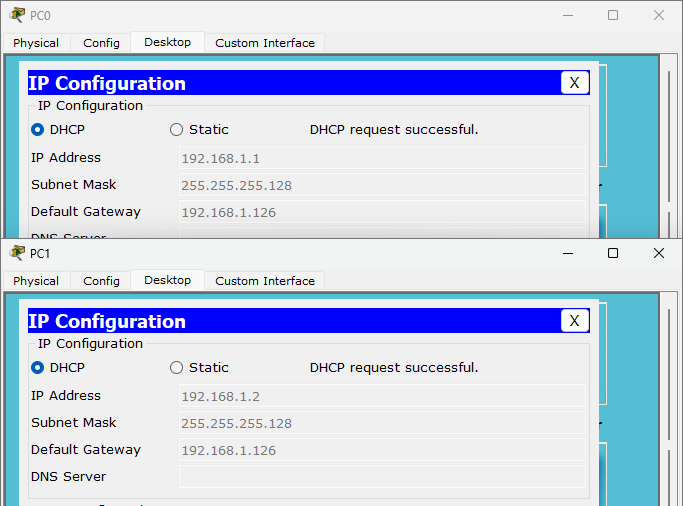 PC0
Physical Config Desktop Custom Interface
IP Configuration X
IP Configuration
DHCP Static DHCP request successful.
IP Address 192.168.1.1
Subnet Mask 255.255.255.128
Default Gateway 192.168.1.126
DNS Server
PC1
Physical Config Desktop Custom Interface
IP Configuration X
IP Configuration
DHCP Static DHCP request successful.
IP Address 192.168.1.2
Subnet Mask 255.255.255.128
Default Gateway 192.168.1.126
DNS Server